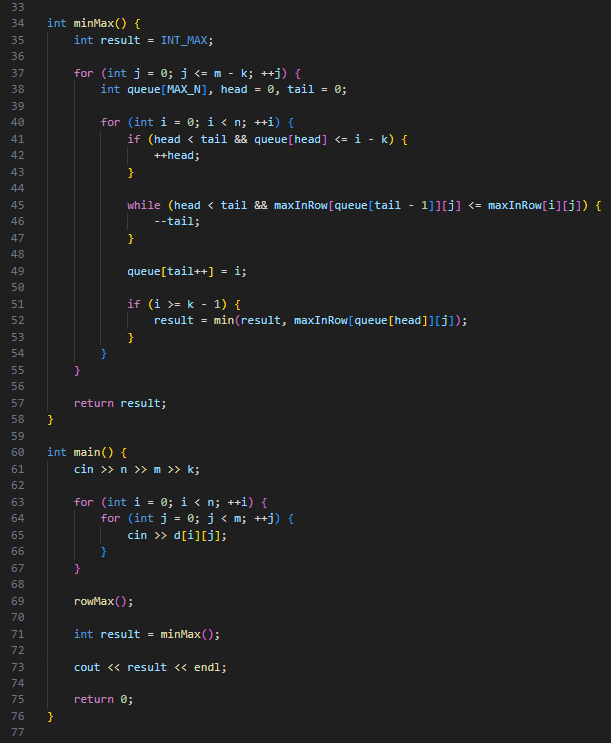 33
34 int minMax() {
35     int result = INT_MAX;
36
37     for (int j = 0; j <= m - k; ++j) {
38         int queue[MAX_N], head = 0, tail = 0;
39
40         for (int i = 0; i < n; ++i) {
41             if (head < tail && queue[head] <= i - k) {
42                 ++head;
43             }
44
45             while (head < tail && maxInRow[queue[tail - 1]][j] <= maxInRow[i][j]) {
46                 --tail;
47             }
48
49             queue[tail++] = i;
50
51             if (i >= k - 1) {
52                 result = min(result, maxInRow[queue[head]][j]);
53             }
54         }
55     }
56
57     return result;
58 }
59
60 int main() {
61     cin >> n >> m >> k;
62
63     for (int i = 0; i < n; ++i) {
64         for (int j = 0; j < m; ++j) {
65             cin >> d[i][j];
66         }
67     }
68
69     rowMax();
70
71     int result = minMax();
72
73     cout << result << endl;
74
75     return 0;
76 }
77